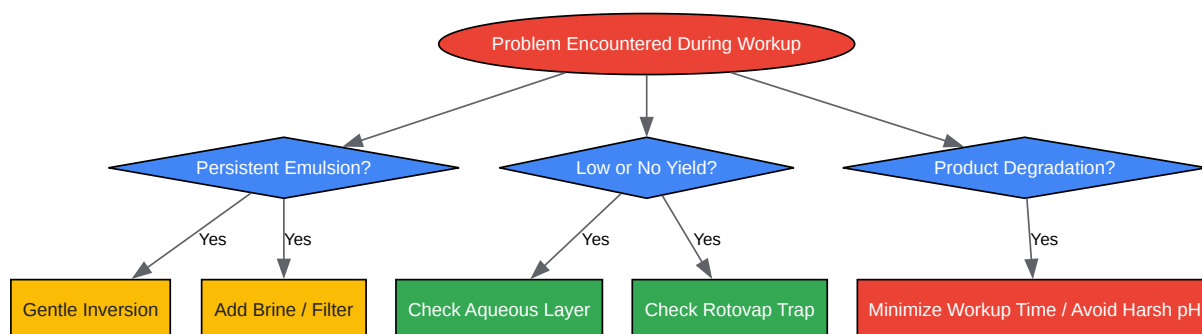 Problem Encountered During Workup
Persistent Emulsion?
Low or No Yield?
Product Degradation?
Yes
Yes
Yes
Yes
Yes
Gentle Inversion
Add Brine / Filter
Check Aqueous Layer
Check Rotovap Trap
Minimize Workup Time / Avoid Harsh pH